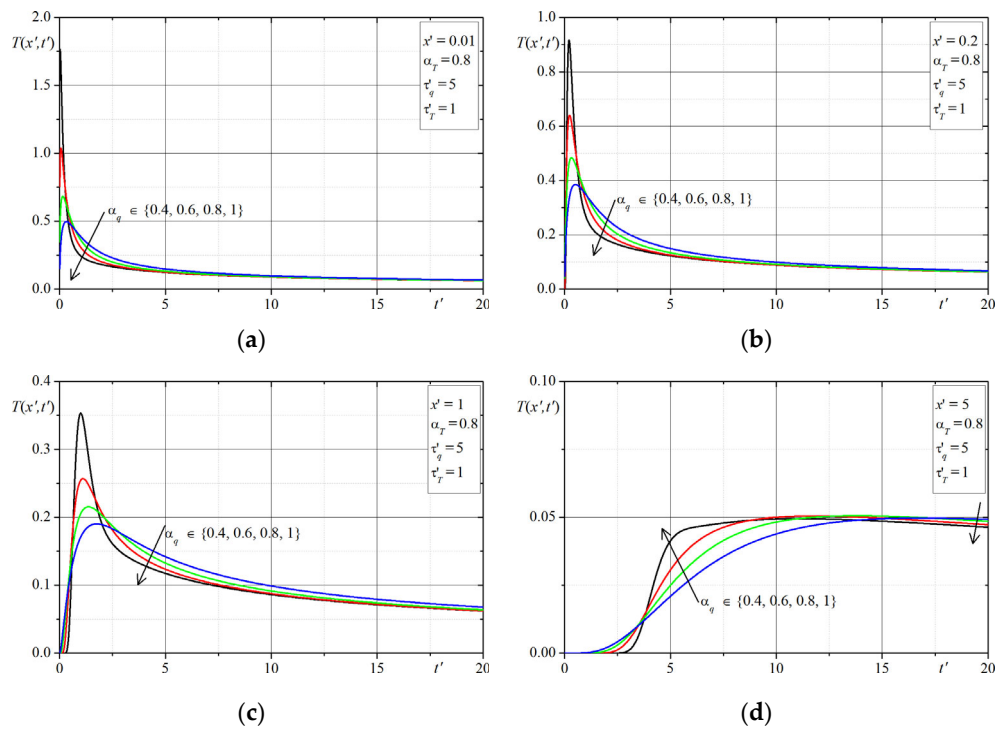 2.0
T(x',t')
1.5
1.0
0.5
0.0
0
5
10
15
t'
20
x' = 0.01
α_T = 0.8
τ'_q = 5
τ'_T = 1
α_q ∈ {0.4, 0.6, 0.8, 1}
(a)
1.0
T(x',t')
0.8
0.6
0.4
0.2
0.0
0
5
10
15
t'
20
x' = 0.2
α_T = 0.8
τ'_q = 5
τ'_T = 1
α_q ∈ {0.4, 0.6, 0.8, 1}
(b)
0.4
T(x',t')
0.3
0.2
0.1
0.0
0
5
10
15
t'
20
x' = 1
α_T = 0.8
τ'_q = 5
τ'_T = 1
α_q ∈ {0.4, 0.6, 0.8, 1}
(c)
0.10
T(x',t')
0.05
0.00
0
5
10
15
t'
20
x' = 5
α_T = 0.8
τ'_q = 5
τ'_T = 1
α_q ∈ {0.4, 0.6, 0.8, 1}
(d)